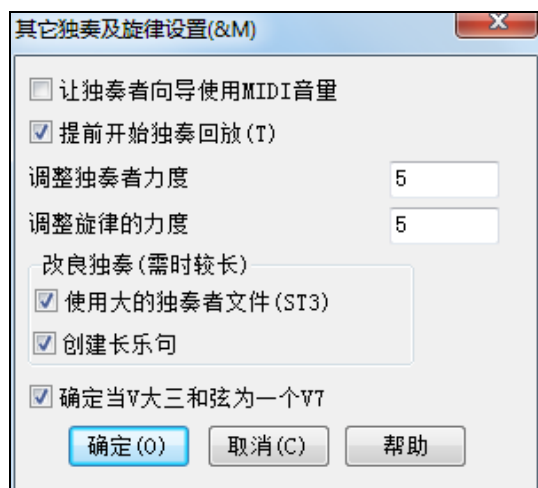 其它独奏及旋律设置(&M)
让独奏者向导使用MIDI音量
提前开始独奏回放(T)
调整独奏者力度 5
调整旋律的力度 5
改良独奏(需时较长)
使用大的独奏者文件(ST3)
创建长乐句
确定当V大三和弦为一个V7
确定(O) 取消(C) 帮助